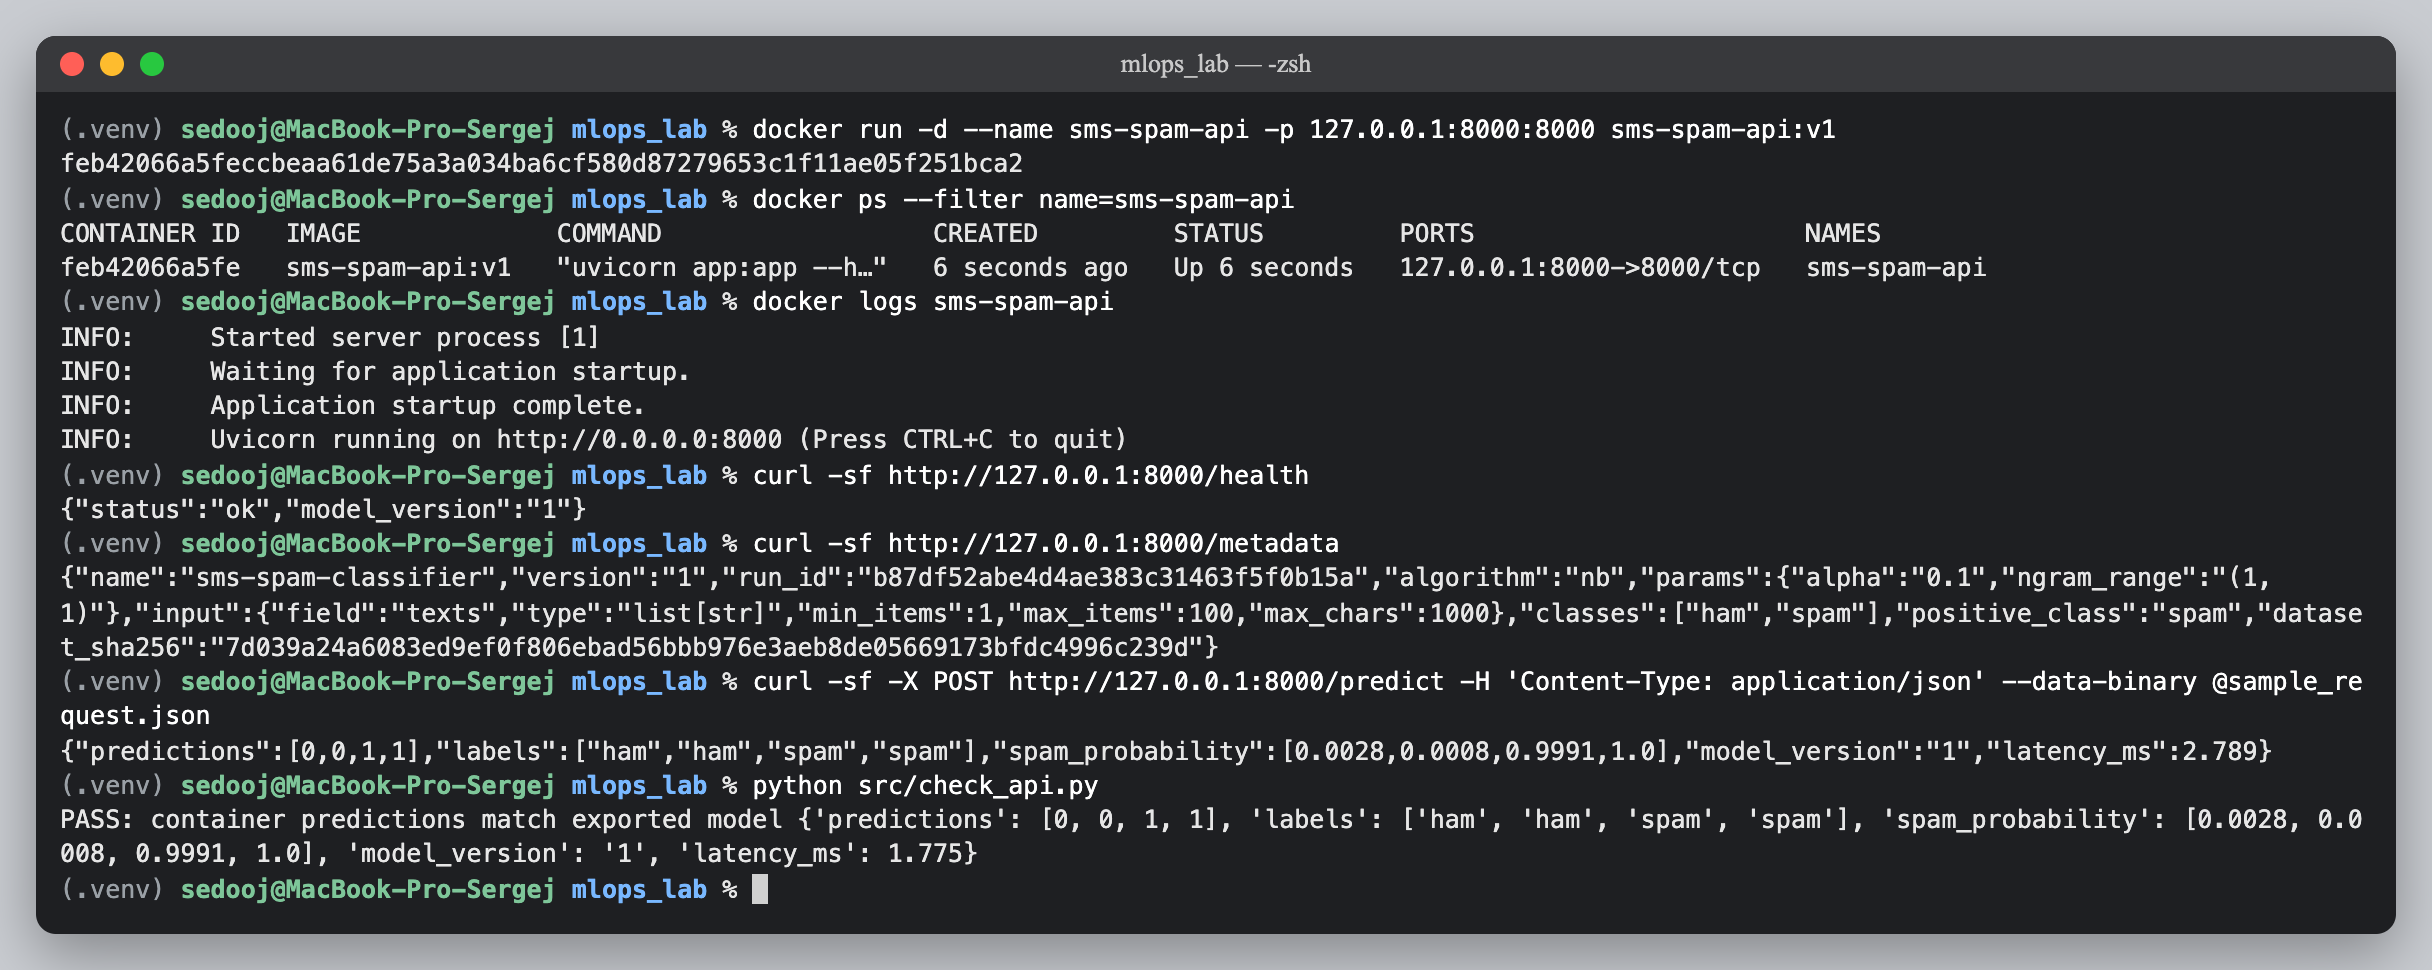 mlops_lab — -zsh
(.venv) sedooj@MacBook-Pro-Sergej mlops_lab % docker run -d --name sms-spam-api -p 127.0.0.1:8000:8000 sms-spam-api:v1
feb42066a5feccbeaa61de75a3a034ba6cf580d87279653c1f11ae05f251bca2
(.venv) sedooj@MacBook-Pro-Sergej mlops_lab % docker ps --filter name=sms-spam-api
CONTAINER ID   IMAGE             COMMAND                  CREATED         STATUS         PORTS                      NAMES
feb42066a5fe   sms-spam-api:v1   "uvicorn app:app --h…"   6 seconds ago   Up 6 seconds   127.0.0.1:8000->8000/tcp   sms-spam-api
(.venv) sedooj@MacBook-Pro-Sergej mlops_lab % docker logs sms-spam-api
INFO:     Started server process [1]
INFO:     Waiting for application startup.
INFO:     Application startup complete.
INFO:     Uvicorn running on http://0.0.0.0:8000 (Press CTRL+C to quit)
(.venv) sedooj@MacBook-Pro-Sergej mlops_lab % curl -sf http://127.0.0.1:8000/health
{"status":"ok","model_version":"1"}
(.venv) sedooj@MacBook-Pro-Sergej mlops_lab % curl -sf http://127.0.0.1:8000/metadata
{"name":"sms-spam-classifier","version":"1","run_id":"b87df52abe4d4ae383c31463f5f0b15a","algorithm":"nb","params":{"alpha":"0.1","ngram_range":"(1,
1)"},"input":{"field":"texts","type":"list[str]","min_items":1,"max_items":100,"max_chars":1000},"classes":["ham","spam"],"positive_class":"spam","datase
t_sha256":"7d039a24a6083ed9ef0f806ebad56bbb976e3aeb8de05669173bfdc4996c239d"}
(.venv) sedooj@MacBook-Pro-Sergej mlops_lab % curl -sf -X POST http://127.0.0.1:8000/predict -H 'Content-Type: application/json' --data-binary @sample_re
quest.json
{"predictions":[0,0,1,1],"labels":["ham","ham","spam","spam"],"spam_probability":[0.0028,0.0008,0.9991,1.0],"model_version":"1","latency_ms":2.789}
(.venv) sedooj@MacBook-Pro-Sergej mlops_lab % python src/check_api.py
PASS: container predictions match exported model {'predictions': [0, 0, 1, 1], 'labels': ['ham', 'ham', 'spam', 'spam'], 'spam_probability': [0.0028, 0.0
008, 0.9991, 1.0], 'model_version': '1', 'latency_ms': 1.775}
(.venv) sedooj@MacBook-Pro-Sergej mlops_lab %